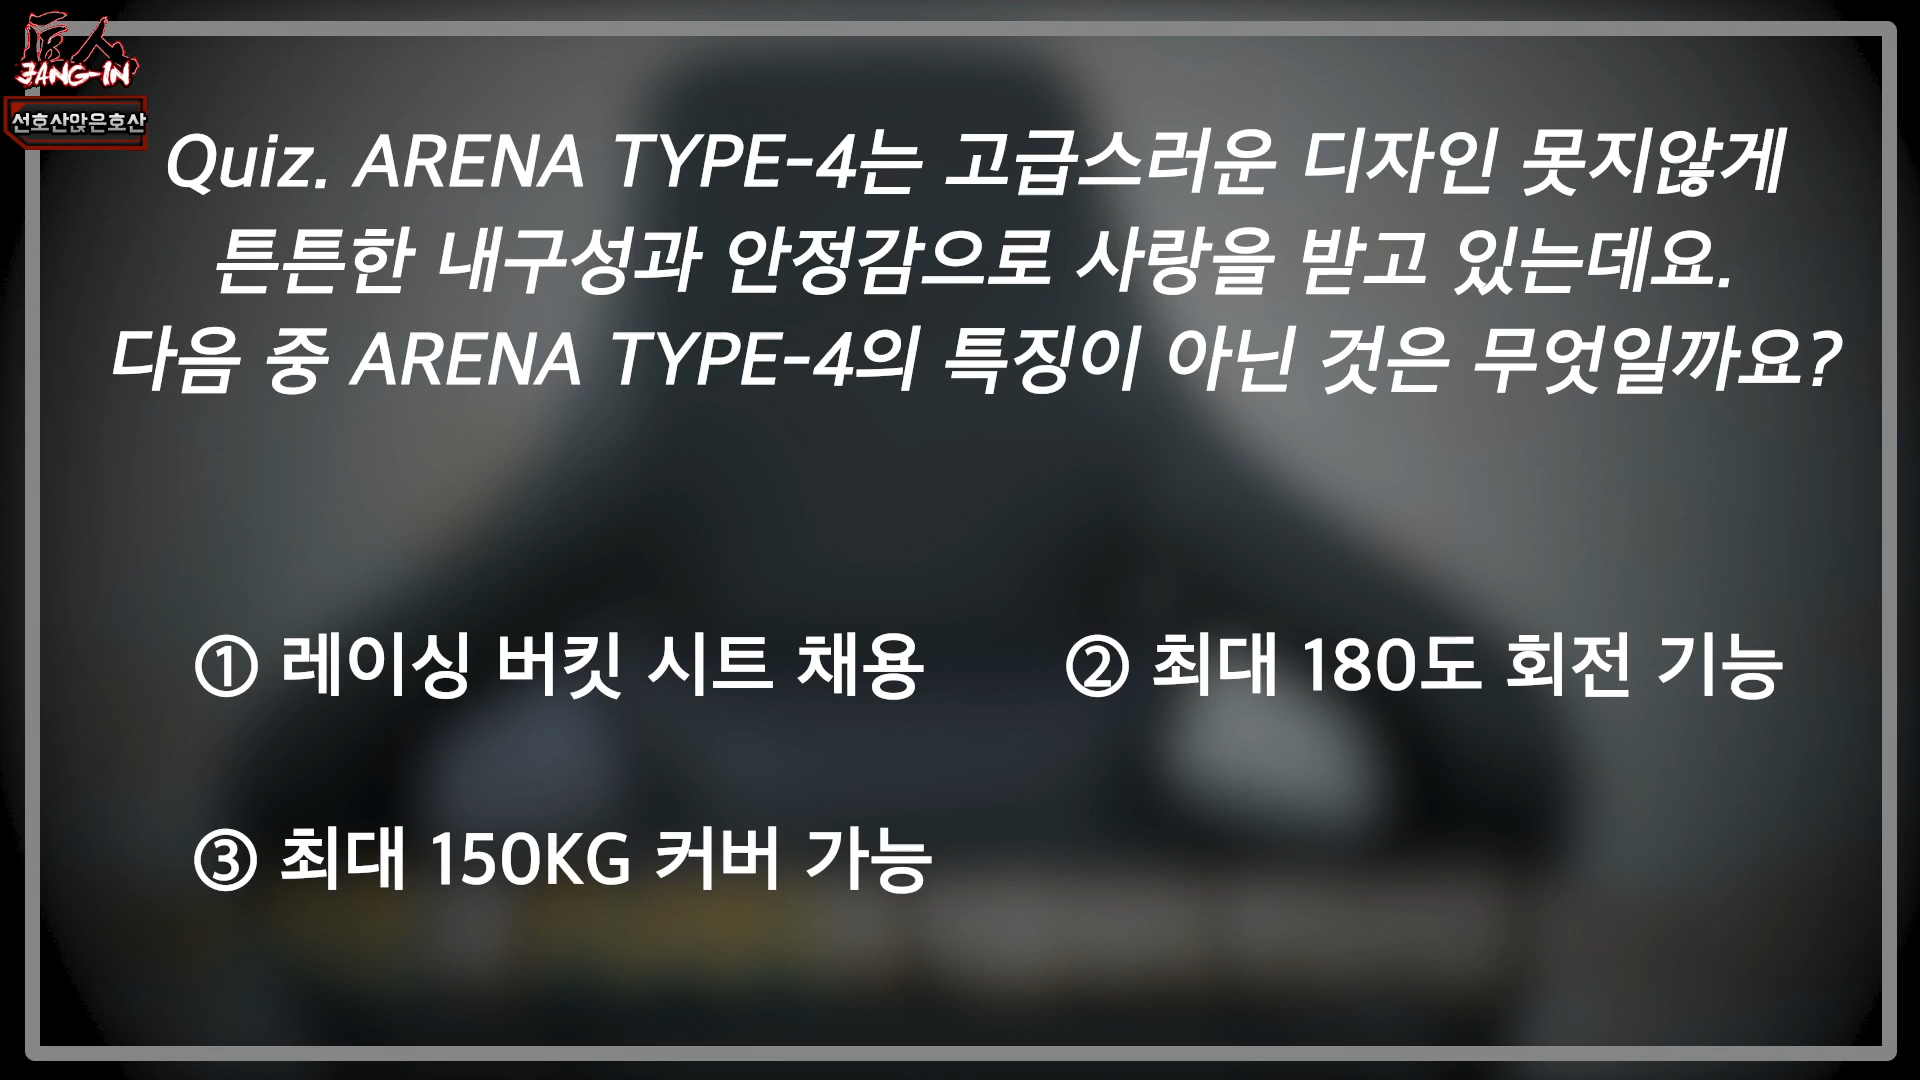 匠人
JANG-IN
선호산맑은호산
Quiz. ARENA TYPE-4는 고급스러운 디자인 못지않게
튼튼한 내구성과 안정감으로 사랑을 받고 있는데요.
다음 중 ARENA TYPE-4의 특징이 아닌 것은 무엇일까요?
① 레이싱 버킷 시트 채용
② 최대 180도 회전 기능
③ 최대 150KG 커버 가능